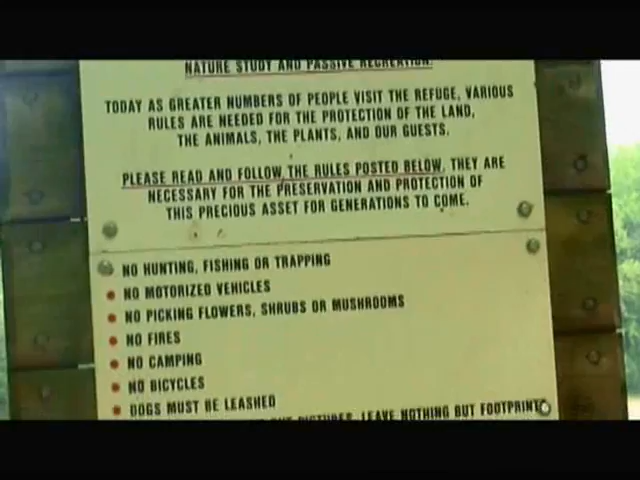 NATURE STUDY AND PASSIVE RECREATION.
TODAY AS GREATER NUMBERS OF PEOPLE VISIT THE REFUGE, VARIOUS
RULES ARE NEEDED FOR THE PROTECTION OF THE LAND,
THE ANIMALS, THE PLANTS, AND OUR GUESTS.
PLEASE READ AND FOLLOW THE RULES POSTED BELOW, THEY ARE
NECESSARY FOR THE PRESERVATION AND PROTECTION OF
THIS PRECIOUS ASSET FOR GENERATIONS TO COME.
NO HUNTING, FISHING OR TRAPPING
NO MOTORIZED VEHICLES
NO PICKING FLOWERS, SHRUBS OR MUSHROOMS
NO FIRES
NO CAMPING
NO BICYCLES
DOGS MUST BE LEASHED
PICTURES, LEAVE NOTHING BUT FOOTPRINTS